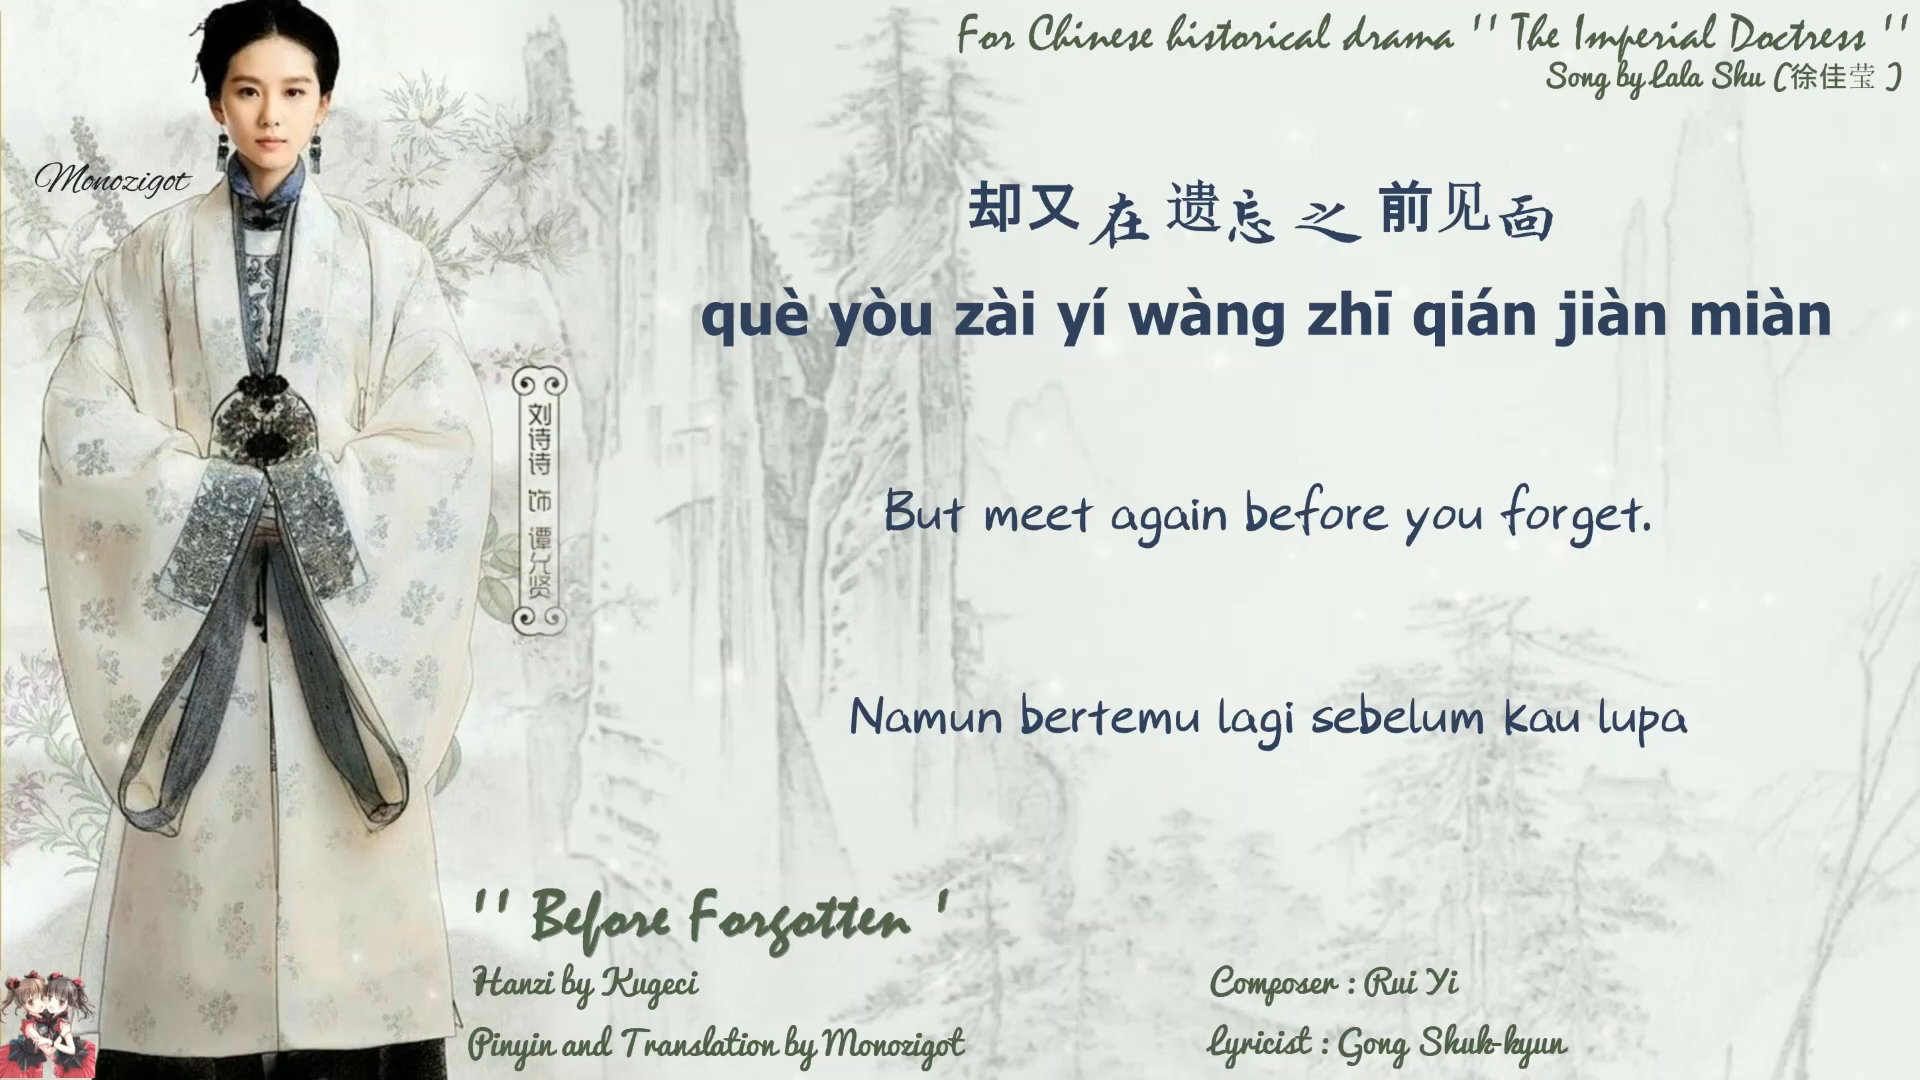 For Chinese historical drama '' The Imperial Doctress ''
Song by Lala Shu (徐佳莹 )
Monozigot
却又在遗忘之前见面
què yòu zài yí wàng zhī qián jiàn miàn
刘诗诗 饰 谭允贤
But meet again before you forget.
Namun bertemu lagi sebelum kau lupa
'' Before Forgotten '
Hanzi by Kugeci
Composer : Rui Yi
Pinyin and Translation by Monozigot
Lyricist : Gong Shuk-kyun